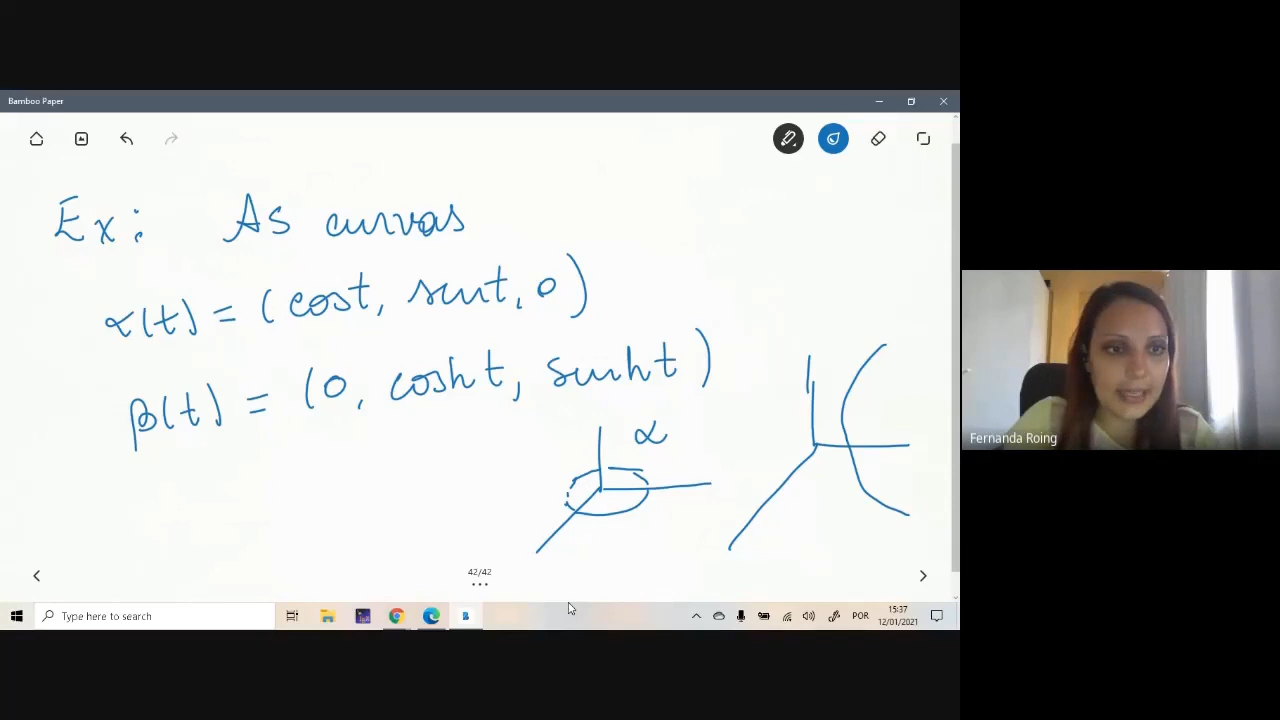 Bamboo Paper
Ex: As curvas
α(t) = (cost, sent, 0)
β(t) = (0, cosh t, senh t)
α
42/42
Fernanda Roing
Type here to search
POR
15:37
12/01/2021